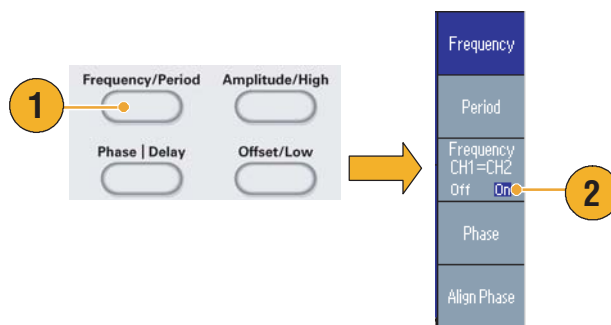 1
Frequency/Period
Amplitude/High
Phase | Delay
Offset/Low
Frequency
Period
Frequency
CH1=CH2
Off On
2
Phase
Align Phase